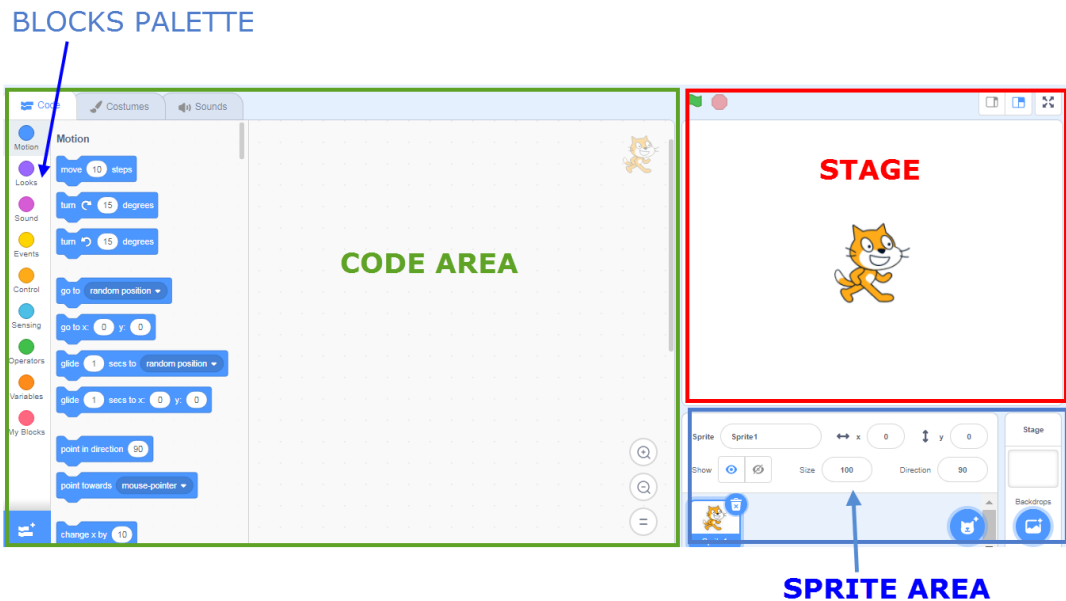 BLOCKS PALETTE
Code Costumes Sounds
Motion
Looks
Sound
Events
Control
Sensing
Operators
Variables
My Blocks
Motion
move 10 steps
turn 15 degrees
turn 15 degrees
go to random position
go to x: 0 y: 0
glide 1 secs to random position
glide 1 secs to x: 0 y: 0
point in direction 90
point towards mouse-pointer
change x by 10
CODE AREA
STAGE
Sprite Sprite1 x 0 y 0
Show Size 100 Direction 90
Stage
Backdrops
SPRITE AREA